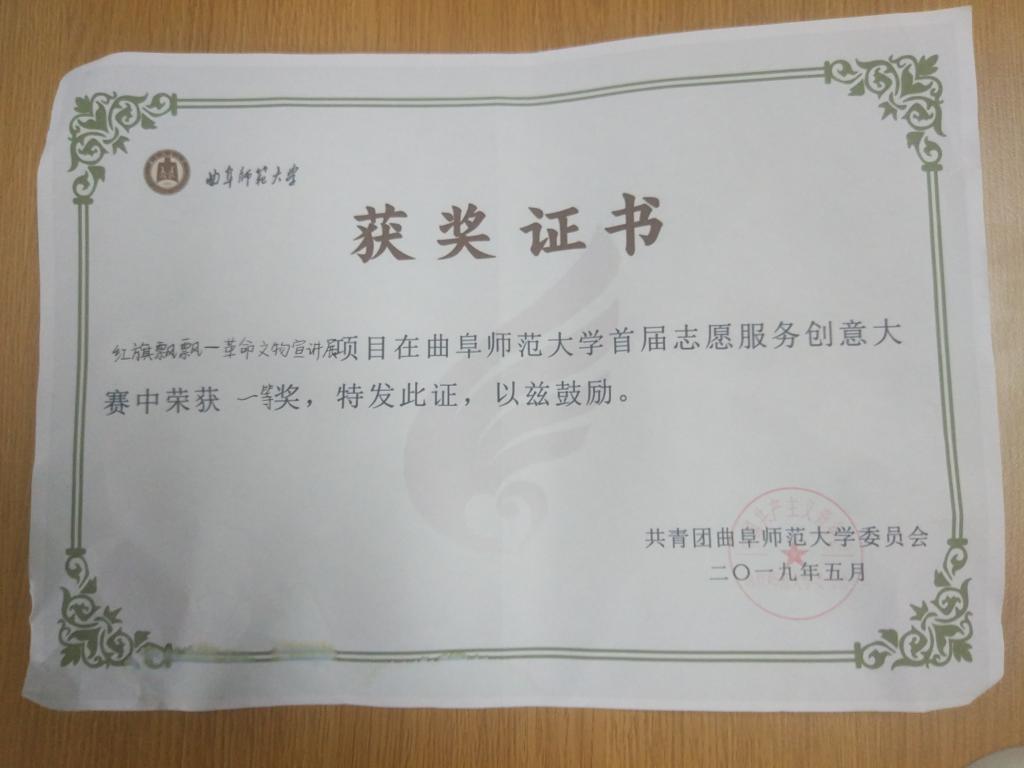 曲阜师范大学
获奖证书
红旗飘飘一革命文物宣讲展项目在曲阜师范大学首届志愿服务创意大
赛中荣获 一等奖，特发此证，以兹鼓励。
共青团曲阜师范大学委员会
二〇一九年五月